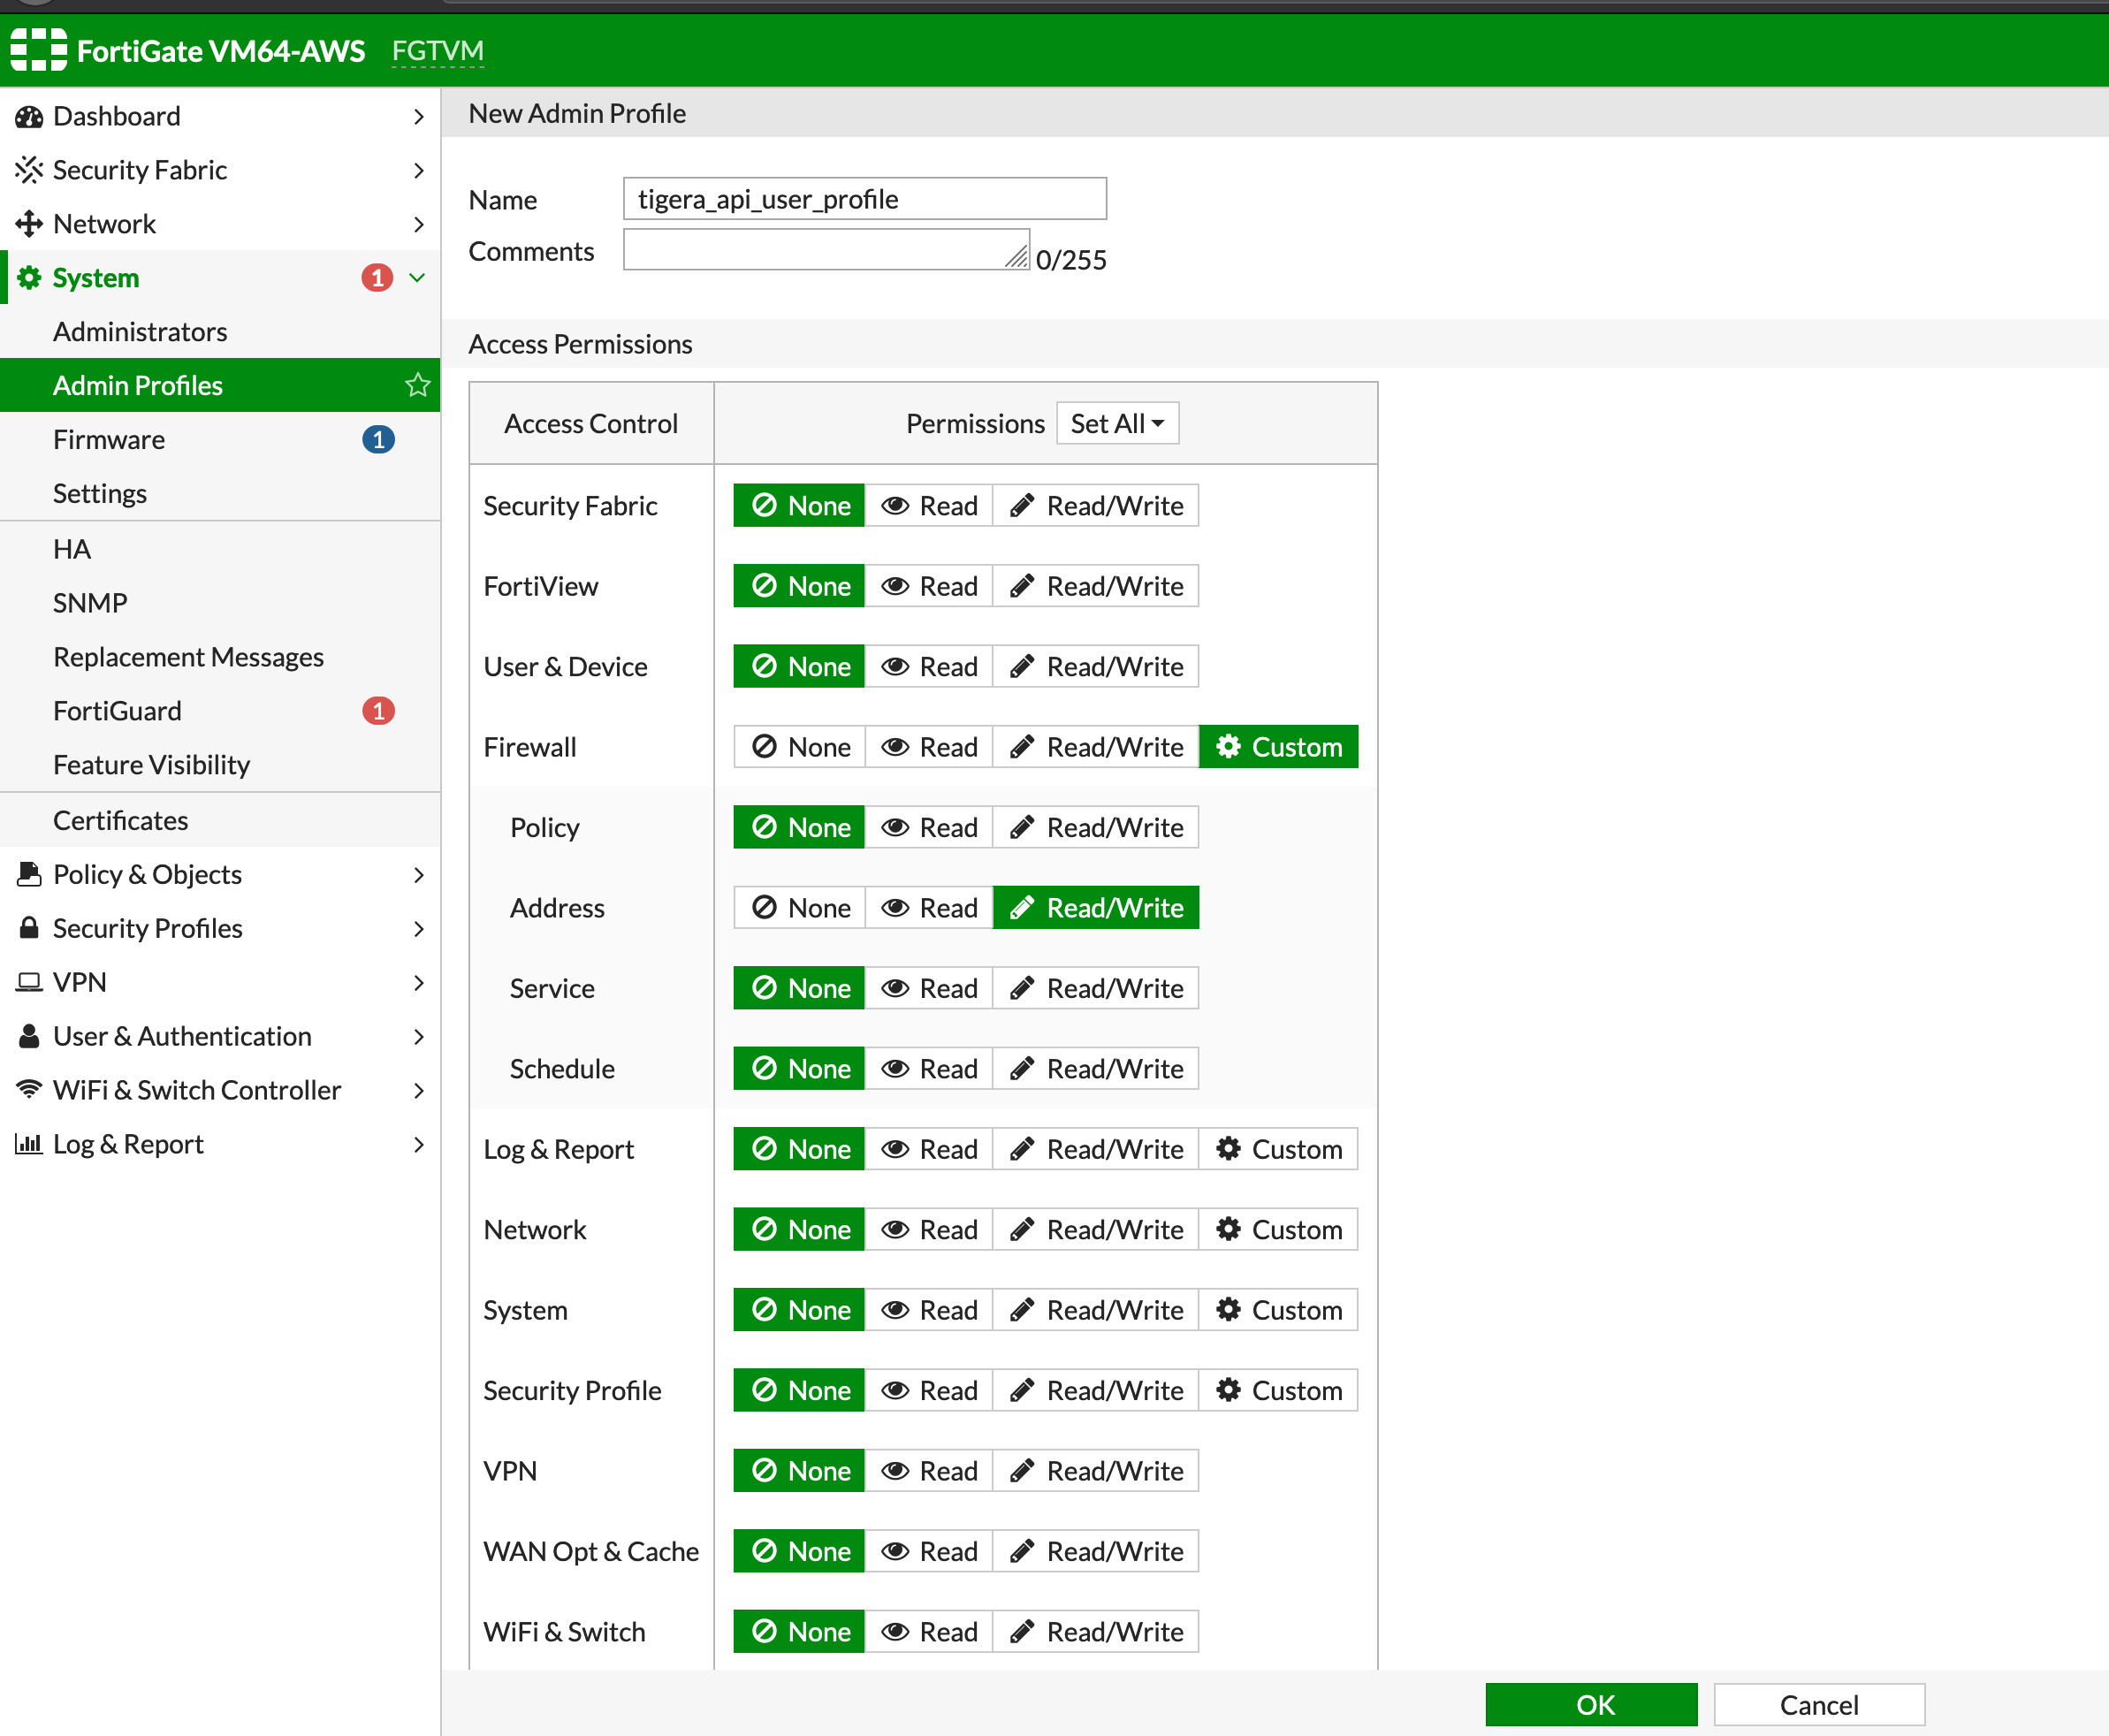 FortiGate VM64-AWS FGTVM
Dashboard
Security Fabric
Network
System 1
Administrators
Admin Profiles
Firmware 1
Settings
HA
SNMP
Replacement Messages
FortiGuard 1
Feature Visibility
Certificates
Policy & Objects
Security Profiles
VPN
User & Authentication
WiFi & Switch Controller
Log & Report
New Admin Profile
Name tigera_api_user_profile
Comments 0/255
Access Permissions
Access Control Permissions Set All
Security Fabric None Read Read/Write
FortiView None Read Read/Write
User & Device None Read Read/Write
Firewall None Read Read/Write Custom
Policy None Read Read/Write
Address None Read Read/Write
Service None Read Read/Write
Schedule None Read Read/Write
Log & Report None Read Read/Write Custom
Network None Read Read/Write Custom
System None Read Read/Write Custom
Security Profile None Read Read/Write Custom
VPN None Read Read/Write
WAN Opt & Cache None Read Read/Write
WiFi & Switch None Read Read/Write
OK Cancel